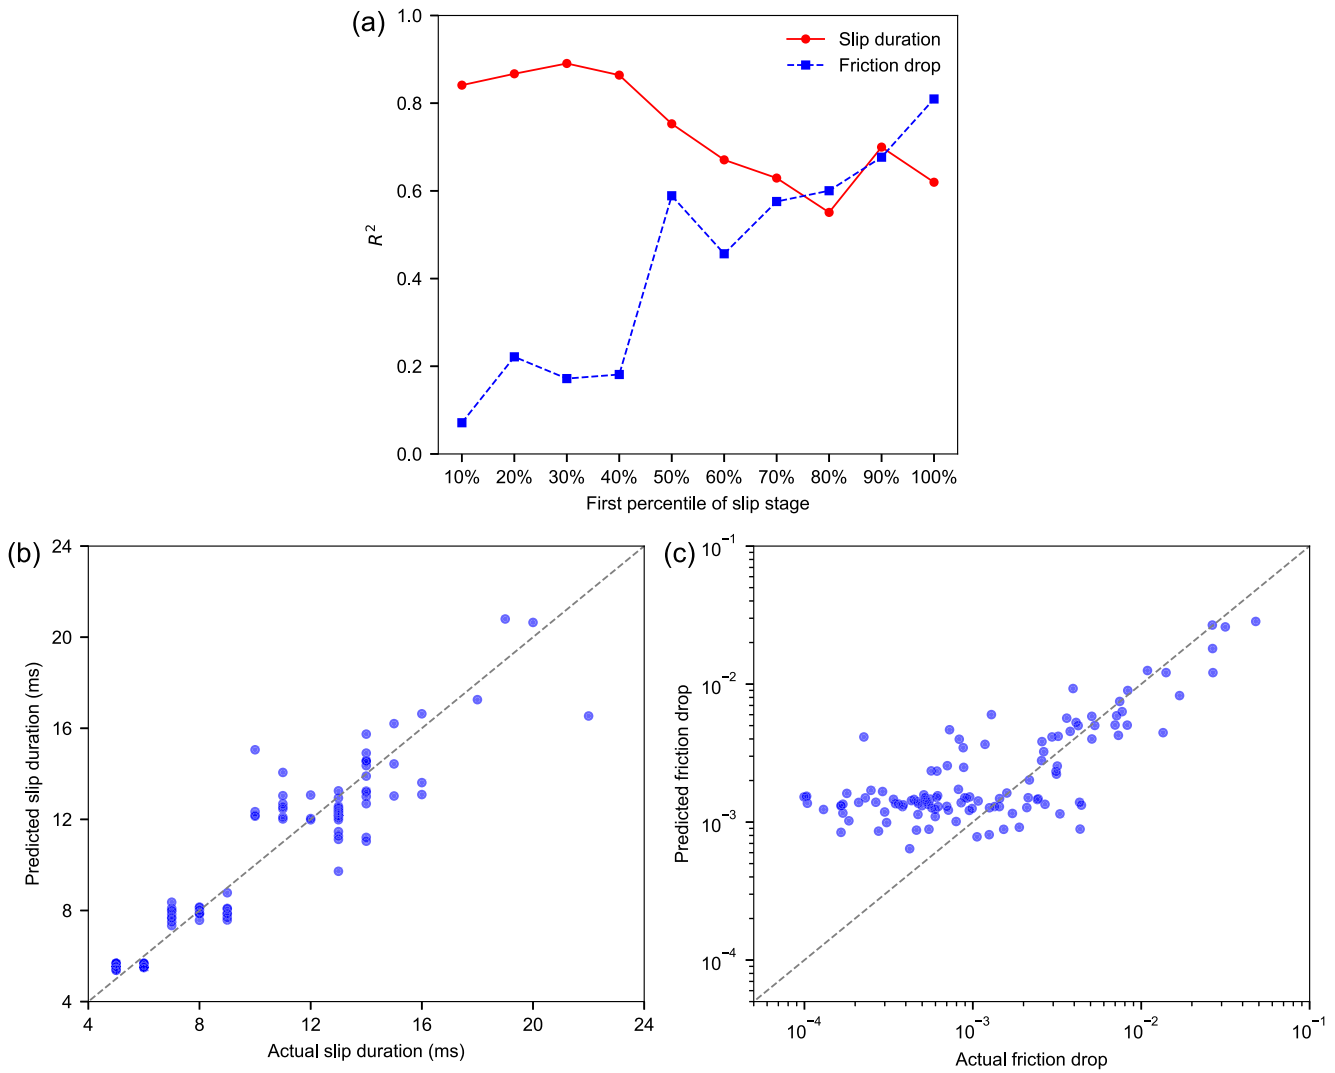 (a)
1.0
0.8
0.6
0.4
0.2
0.0
R²
Slip duration
Friction drop
10% 20% 30% 40% 50% 60% 70% 80% 90% 100%
First percentile of slip stage
(b)
24
20
16
12
8
4
Predicted slip duration (ms)
4 8 12 16 20 24
Actual slip duration (ms)
(c)
10⁻¹
10⁻²
10⁻³
10⁻⁴
Predicted friction drop
10⁻⁴ 10⁻³ 10⁻² 10⁻¹
Actual friction drop